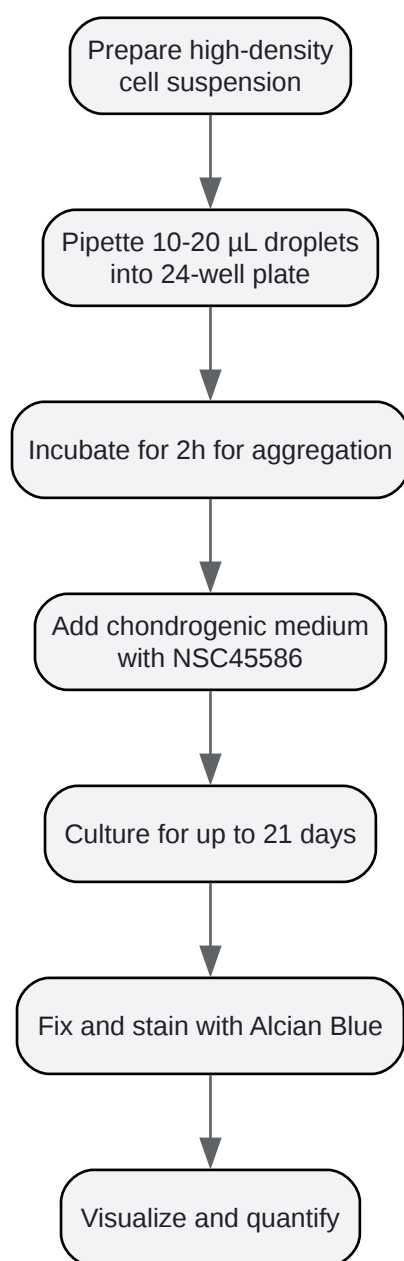 Prepare high-density
cell suspension
Pipette 10-20 µL droplets
into 24-well plate
Incubate for 2h for aggregation
Add chondrogenic medium
with NSC45586
Culture for up to 21 days
Fix and stain with Alcian Blue
Visualize and quantify